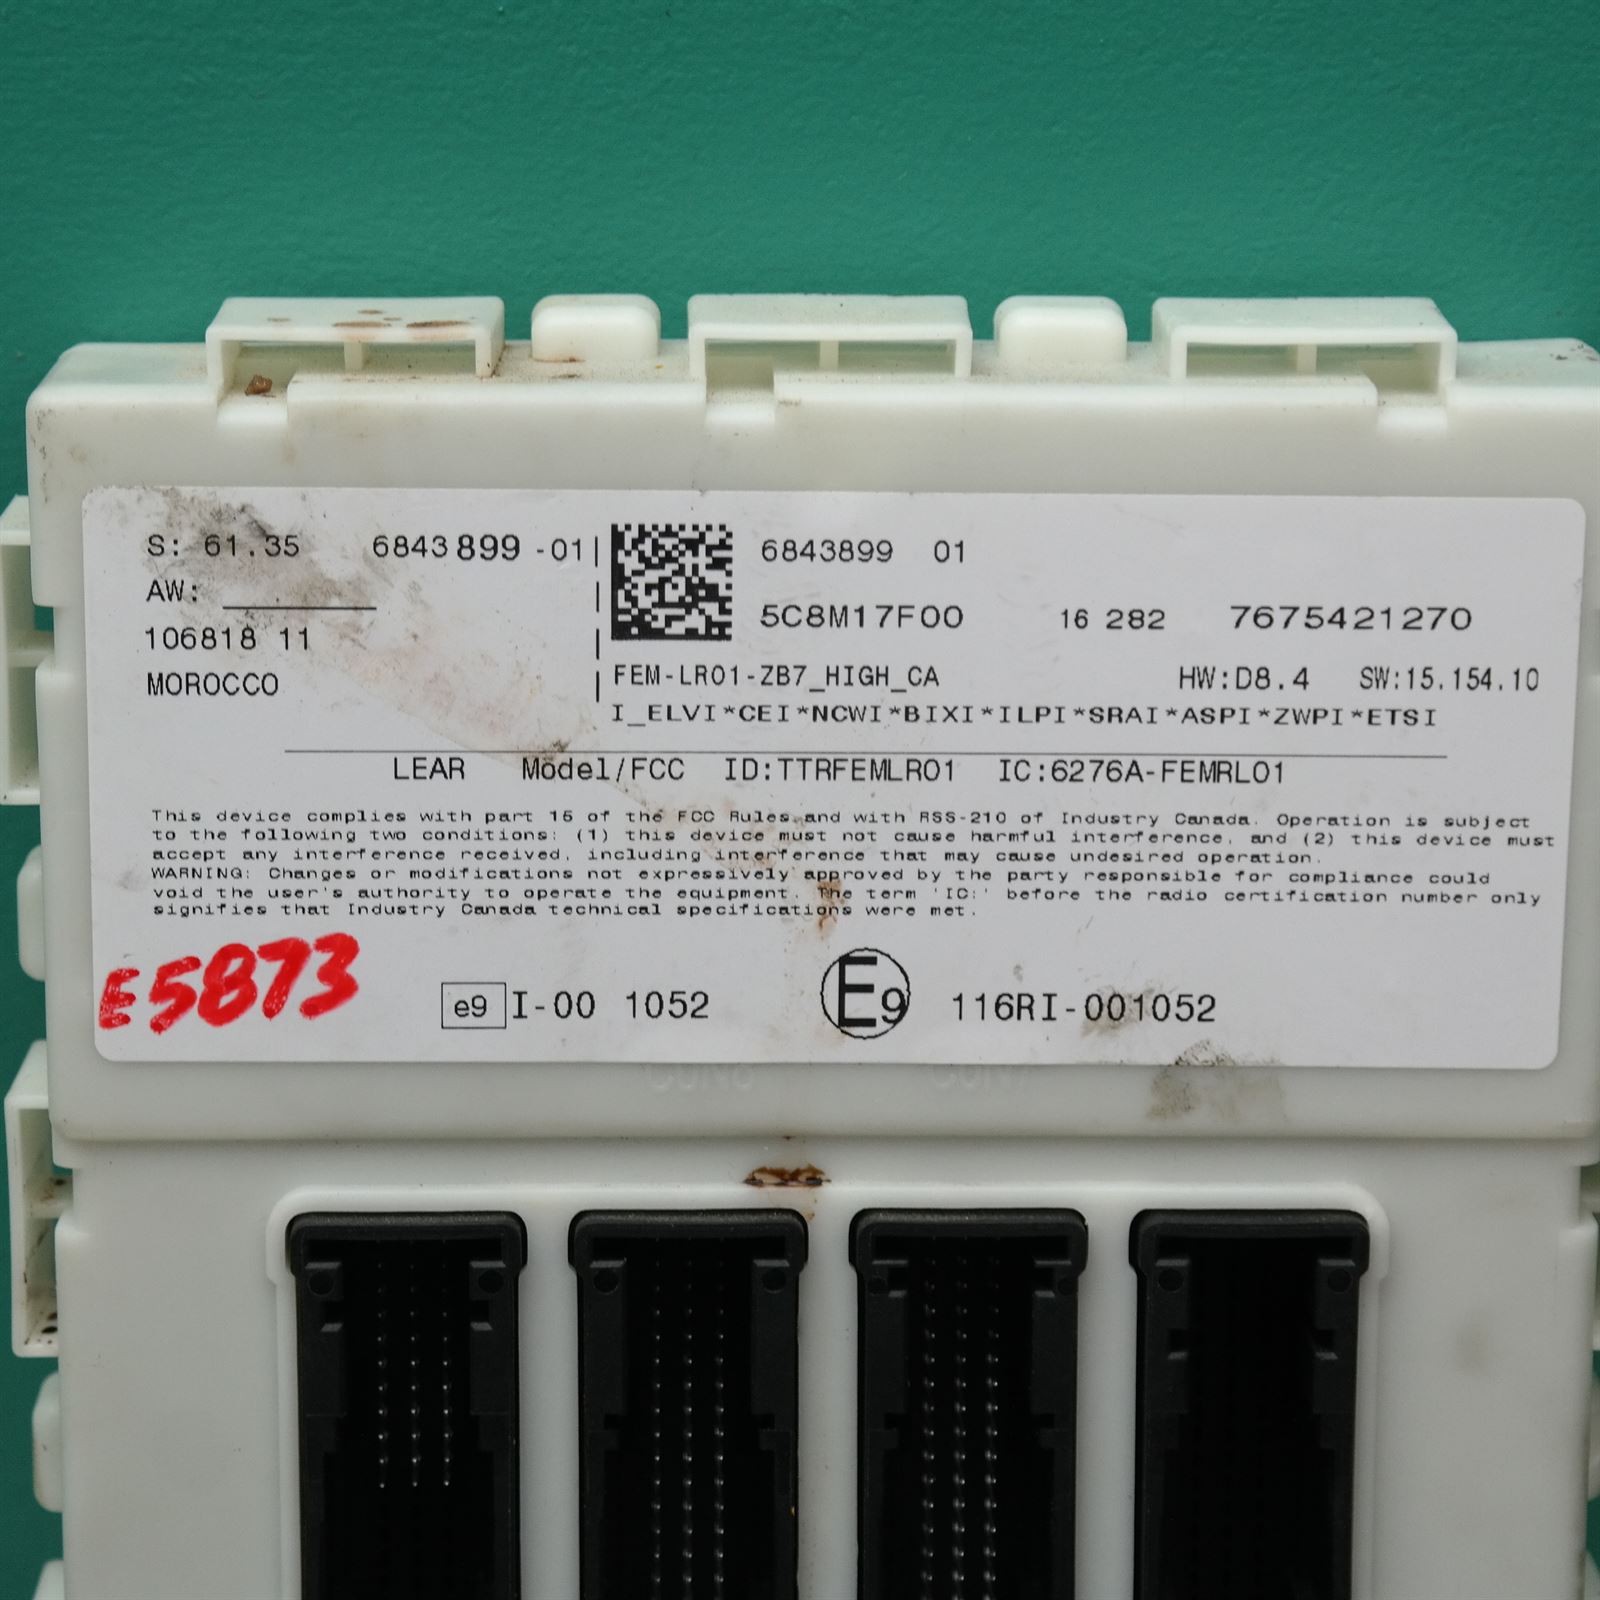 S: 61.35 6843899 -01
AW:
106818 11
MOROCCO
6843899 01
5C8M17F00 16 282 7675421270
FEM-LR01-ZB7_HIGH_CA HW:D8.4 SW:15.154.10
I_ELVI*CEI*NCWI*BIXI*ILPI*SRAI*ASPI*ZWPI*ETSI
LEAR Model/FCC ID:TTRFEMLR01 IC:6276A-FEMRL01
This device complies with part 15 of the FCC Rules and with RSS-210 of Industry Canada. Operation is subject
to the following two conditions: (1) this device must not cause harmful interference, and (2) this device must
accept any interference received, including interference that may cause undesired operation.
WARNING: Changes or modifications not expressively approved by the party responsible for compliance could
void the user's authority to operate the equipment. The term 'IC:' before the radio certification number only
signifies that Industry Canada technical specifications were met.
E5873
e9 I-00 1052
E9 116RI-001052
CON6 CON7